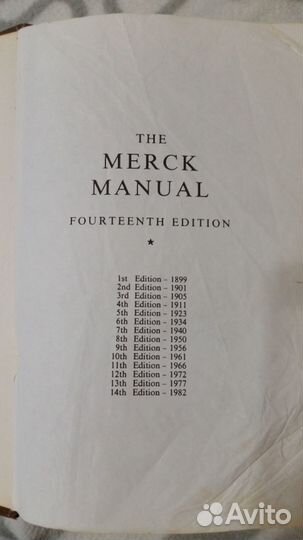 THE
MERCK
MANUAL
FOURTEENTH EDITION
★
1st Edition – 1899
2nd Edition – 1901
3rd Edition – 1905
4th Edition – 1911
5th Edition – 1923
6th Edition – 1934
7th Edition – 1940
8th Edition – 1950
9th Edition – 1956
10th Edition – 1961
11th Edition – 1966
12th Edition – 1972
13th Edition – 1977
14th Edition – 1982
Avito